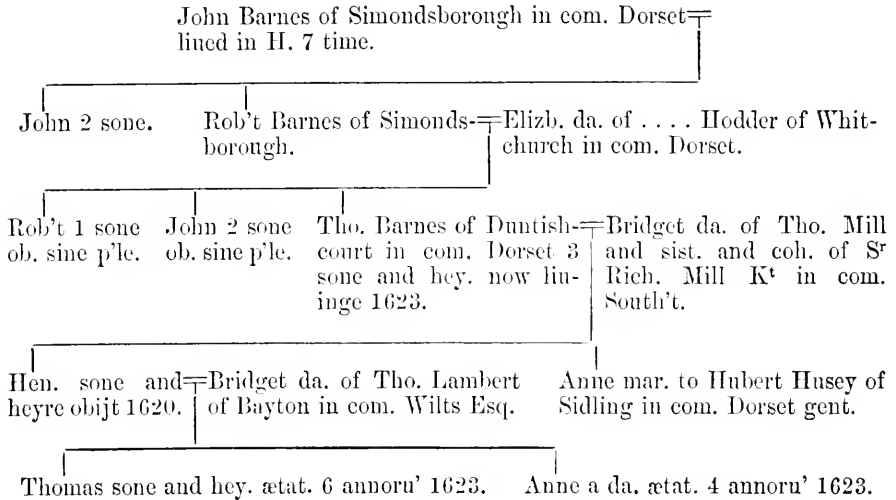 John Barnes of Simondsborough in com. Dorset
liued in H. 7 time.
John 2 sone.
Rob't Barnes of Simonds-
borough.
Elizb. da. of . . . . Hodder of Whit-
church in com. Dorset.
Rob't 1 sone
ob. sine p'le.
John 2 sone
ob. sine p'le.
Tho. Barnes of Duntish-
court in com. Dorset 3
sone and hey. now liu-
inge 1623.
Bridget da. of Tho. Mill
and sist. and coh. of Sʳ
Rich. Mill Kᵗ in com.
South't.
Hen. sone and
heyre obijt 1620.
Bridget da. of Tho. Lambert
of Bayton in com. Wilts Esq.
Anne mar. to Hubert Husey of
Sidling in com. Dorset gent.
Thomas sone and hey. ætat. 6 annoru' 1623.
Anne a da. ætat. 4 annoru' 1623.